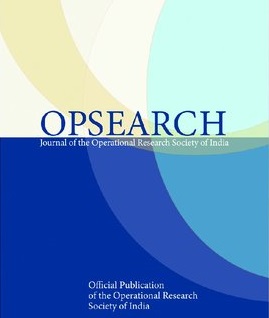 OPSEARCH
Journal of the Operational Research Society of India
Official Publication
of the Operational Research
Society of India